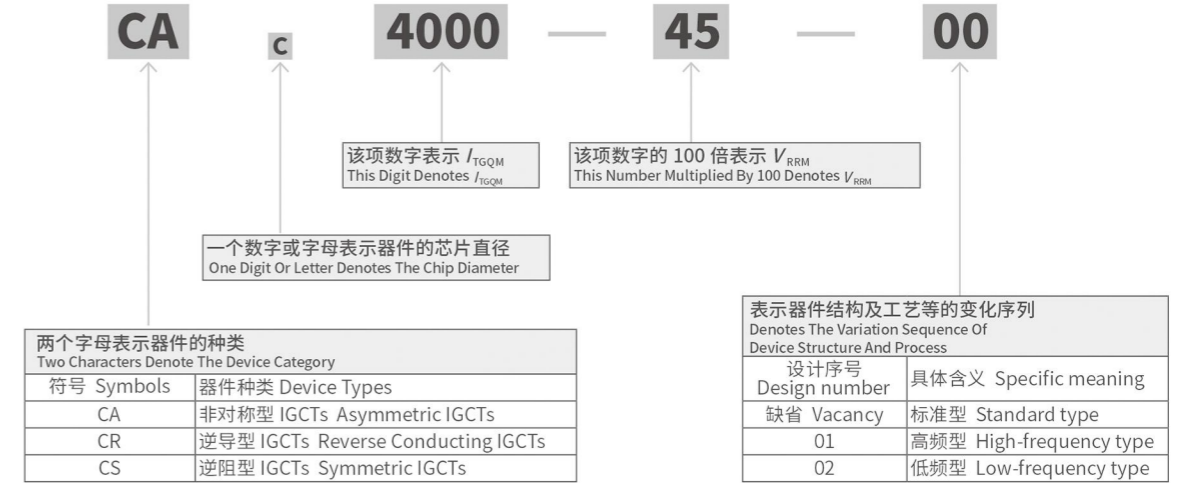 CA c 4000 — 45 — 00
该项数字表示 I TGQM
This Digit Denotes I TGQM
该项数字的 100 倍表示 V RRM
This Number Multiplied By 100 Denotes V RRM
一个数字或字母表示器件的芯片直径
One Digit Or Letter Denotes The Chip Diameter
两个字母表示器件的种类
Two Characters Denote The Device Category
符号 Symbols 器件种类 Device Types
CA 非对称型 IGCTs Asymmetric IGCTs
CR 逆导型 IGCTs Reverse Conducting IGCTs
CS 逆阻型 IGCTs Symmetric IGCTs
表示器件结构及工艺等的变化序列
Denotes The Variation Sequence Of
Device Structure And Process
设计序号
Design number
具体含义 Specific meaning
缺省 Vacancy 标准型 Standard type
01 高频型 High-frequency type
02 低频型 Low-frequency type